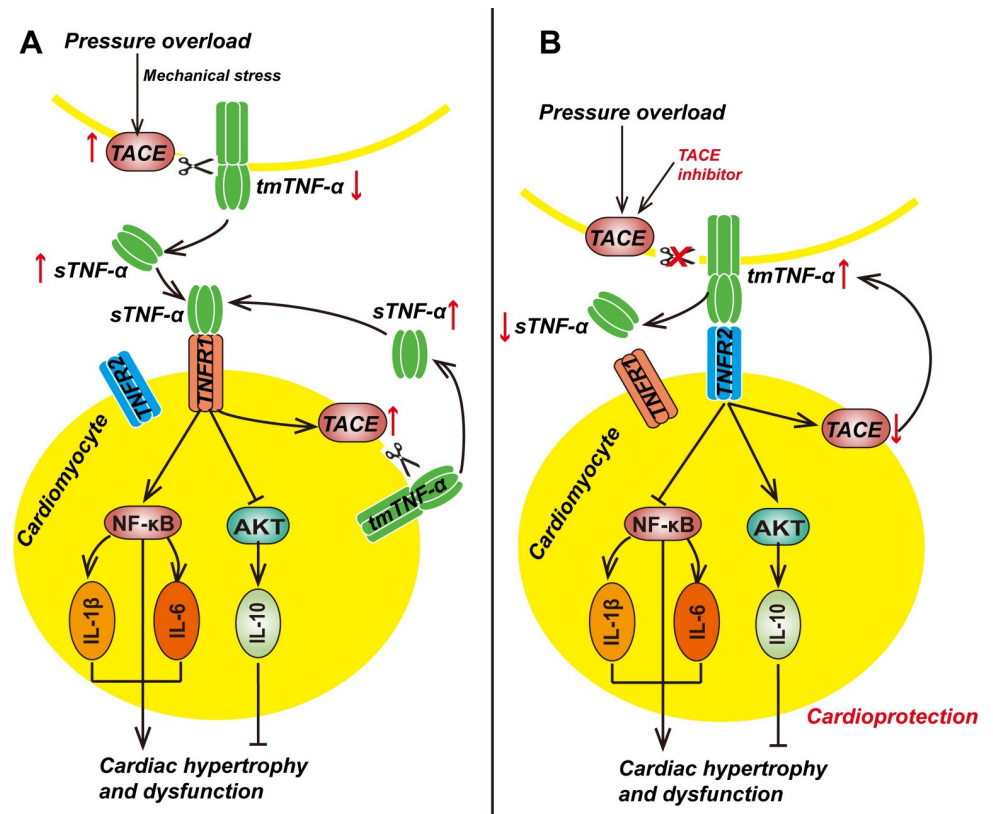 A
Pressure overload
Mechanical stress
TACE
tmTNF-α
sTNF-α
sTNF-α
sTNF-α
TNFR2
TNFR1
TACE
tmTNF-α
Cardiomyocyte
NF-κB
AKT
IL-1β
IL-6
IL-10
Cardiac hypertrophy
and dysfunction
B
Pressure overload
TACE
inhibitor
TACE
tmTNF-α
sTNF-α
TNFR1
TNFR2
TACE
Cardiomyocyte
NF-κB
AKT
IL-1β
IL-6
IL-10
Cardioprotection
Cardiac hypertrophy
and dysfunction